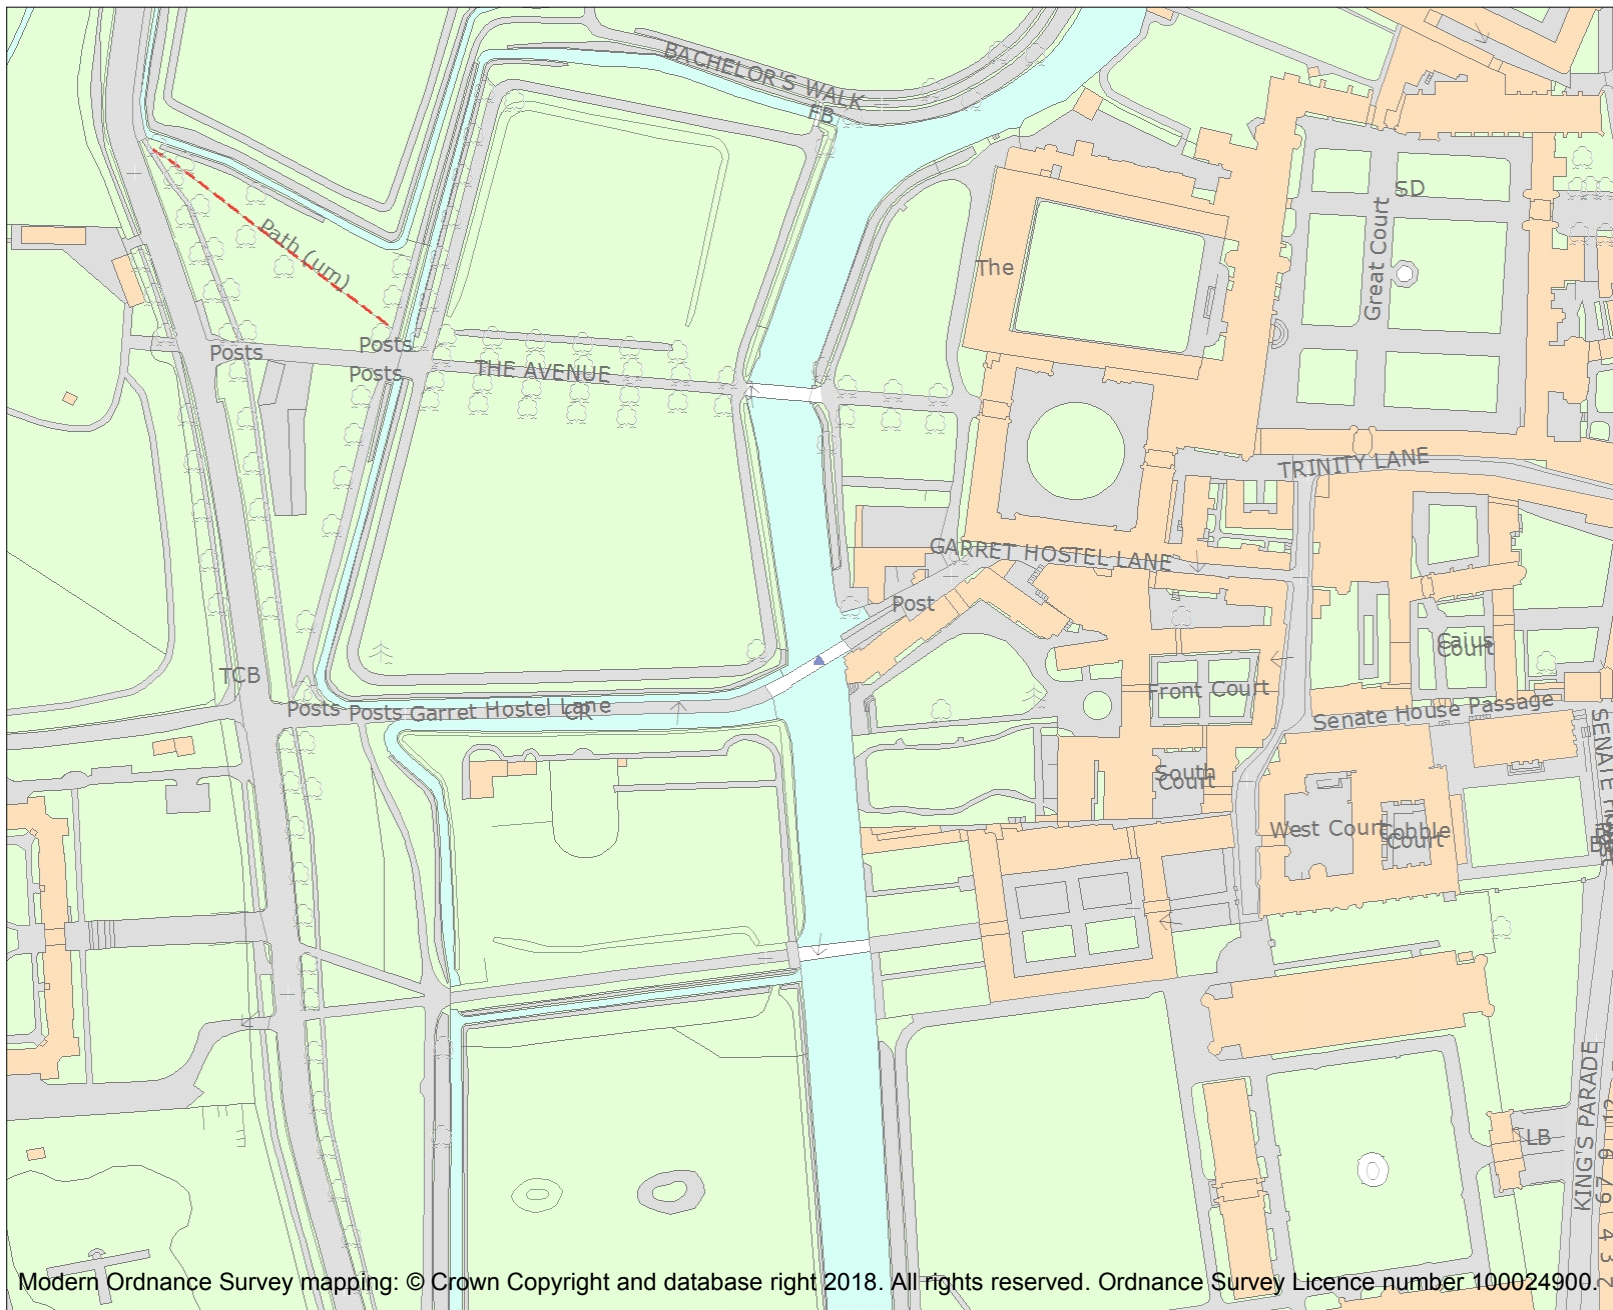 BACHELOR'S WALK
FB
SD
Great Court
Path (um)
The
Posts
Posts
Posts
THE AVENUE
TRINITY LANE
GARRET HOSTEL LANE
Post
Caius
Court
TCB
Front Court
Posts
Posts
Garret Hostel Lane
CR
Senate House Passage
South
Court
West Court
Cobble
Court
KING'S PARADE
LB
Modern Ordnance Survey mapping: © Crown Copyright and database right 2018. All rights reserved. Ordnance Survey Licence number 100024900.